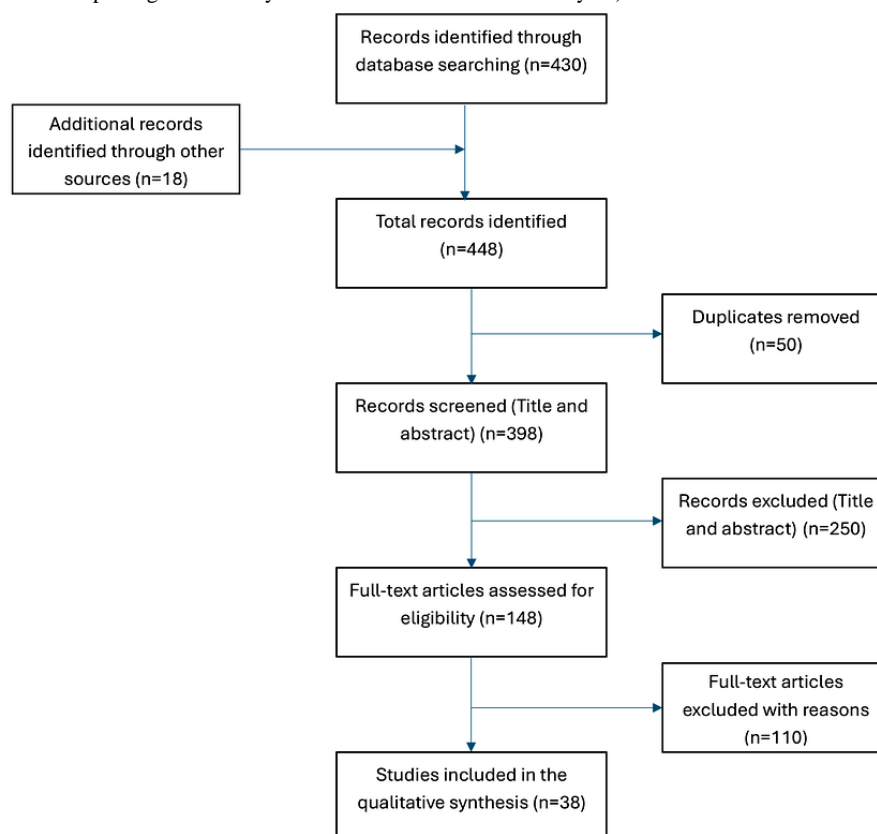 Records identified through
database searching (n=430)
Additional records
identified through other
sources (n=18)
Total records identified
(n=448)
Duplicates removed
(n=50)
Records screened (Title and
abstract) (n=398)
Records excluded (Title
and abstract) (n=250)
Full-text articles assessed for
eligibility (n=148)
Full-text articles
excluded with reasons
(n=110)
Studies included in the
qualitative synthesis (n=38)